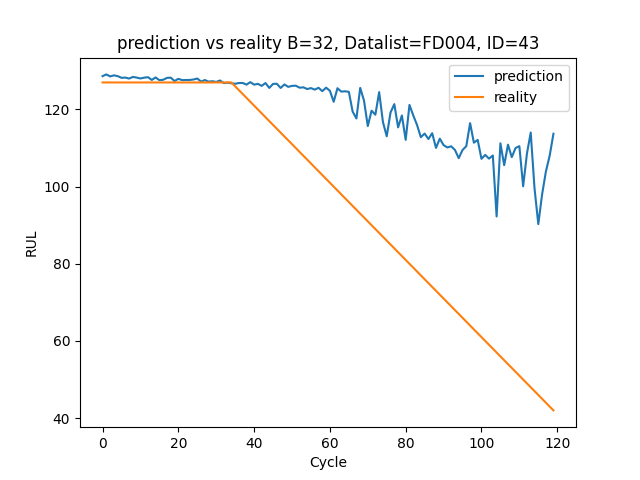 prediction vs reality B=32, Datalist=FD004, ID=43
prediction
reality
RUL
120
100
80
60
40
0 20 40 60 80 100 120
Cycle